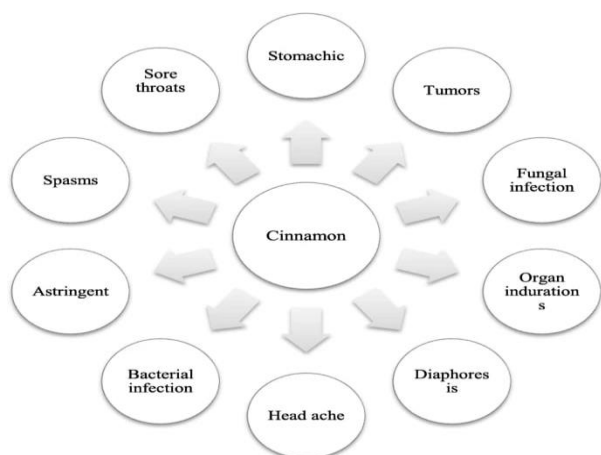 Stomachic
Sore
throats
Tumors
Spasms
Fungal
infection
Cinnamon
Astringent
Organ
induration
s
Bacterial
infection
Diaphores
is
Head ache